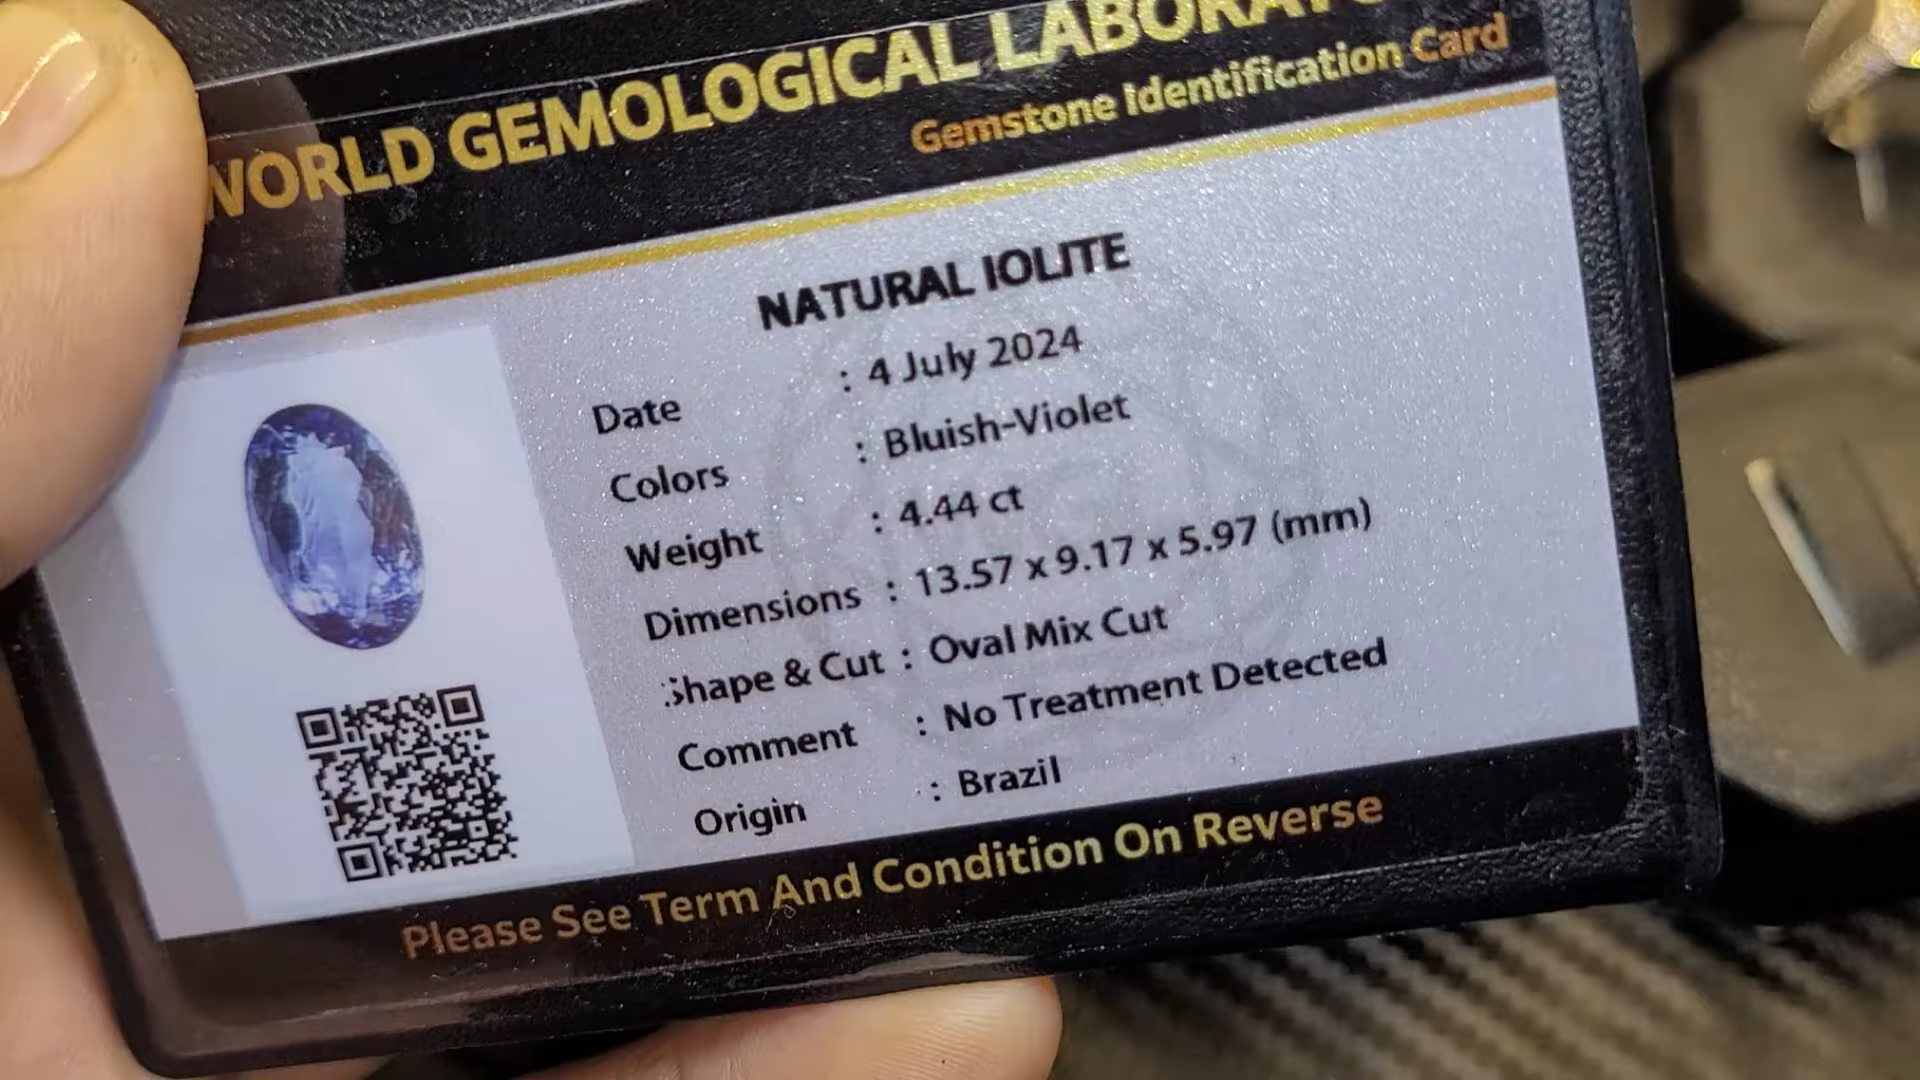 WORLD GEMOLOGICAL LABORATO
Gemstone Identification Card
NATURAL IOLITE
Date : 4 July 2024
Colors : Bluish-Violet
Weight : 4.44 ct
Dimensions : 13.57 x 9.17 x 5.97 (mm)
Shape & Cut : Oval Mix Cut
Comment : No Treatment Detected
Origin : Brazil
Please See Term And Condition On Reverse